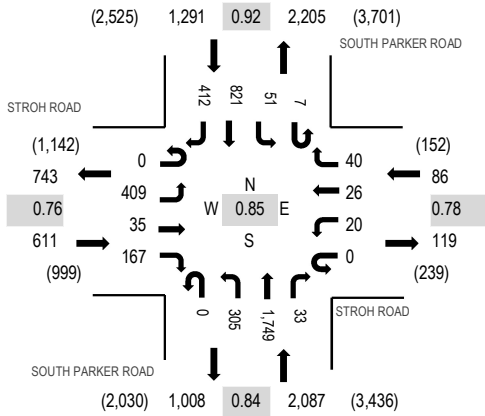 (2,525) 1,291 0.92 2,205 (3,701)
SOUTH PARKER ROAD
412 821 51 7
STROH ROAD
(1,142) (152)
0 40
743 86
409 N 26
0.76 W 0.85 E 0.78
35 20
611 S 119
167 0
(999) (239)
0 305 1,749 33
STROH ROAD
SOUTH PARKER ROAD
(2,030) 1,008 0.84 2,087 (3,436)